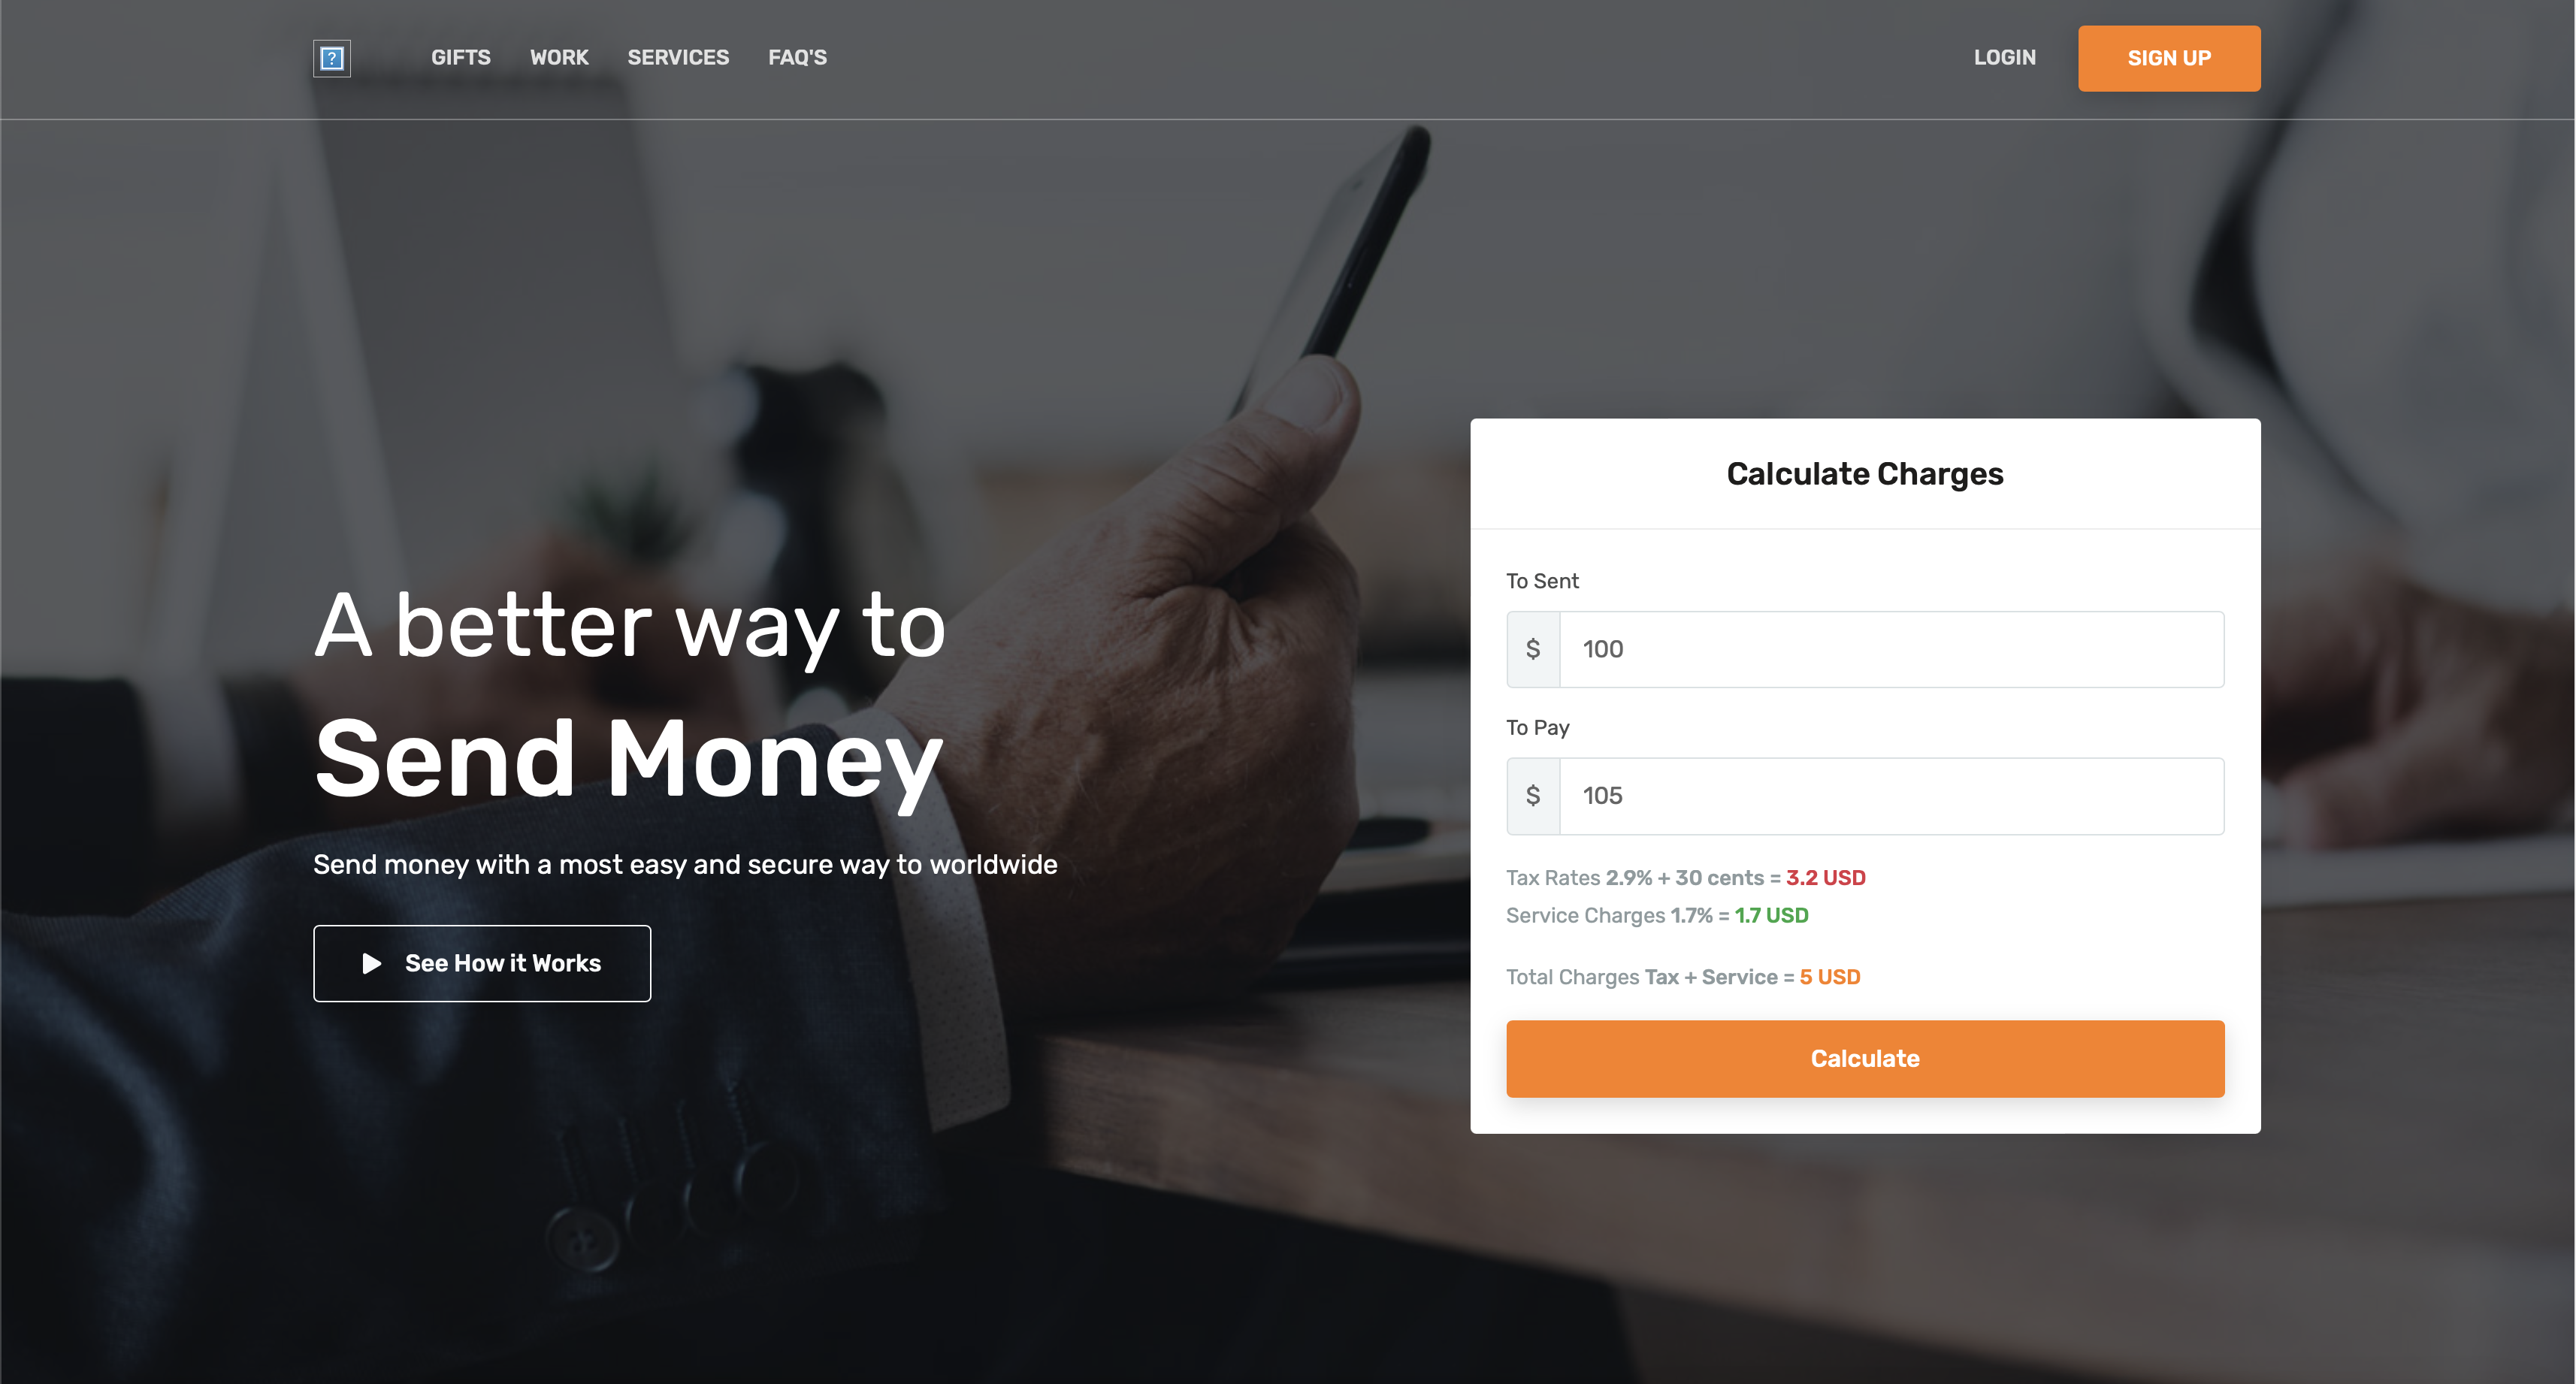 GIFTS WORK SERVICES FAQ'S LOGIN SIGN UP
A better way to
Send Money
Send money with a most easy and secure way to worldwide
See How it Works
Calculate Charges
To Sent
$ 100
To Pay
$ 105
Tax Rates 2.9% + 30 cents = 3.2 USD
Service Charges 1.7% = 1.7 USD
Total Charges Tax + Service = 5 USD
Calculate